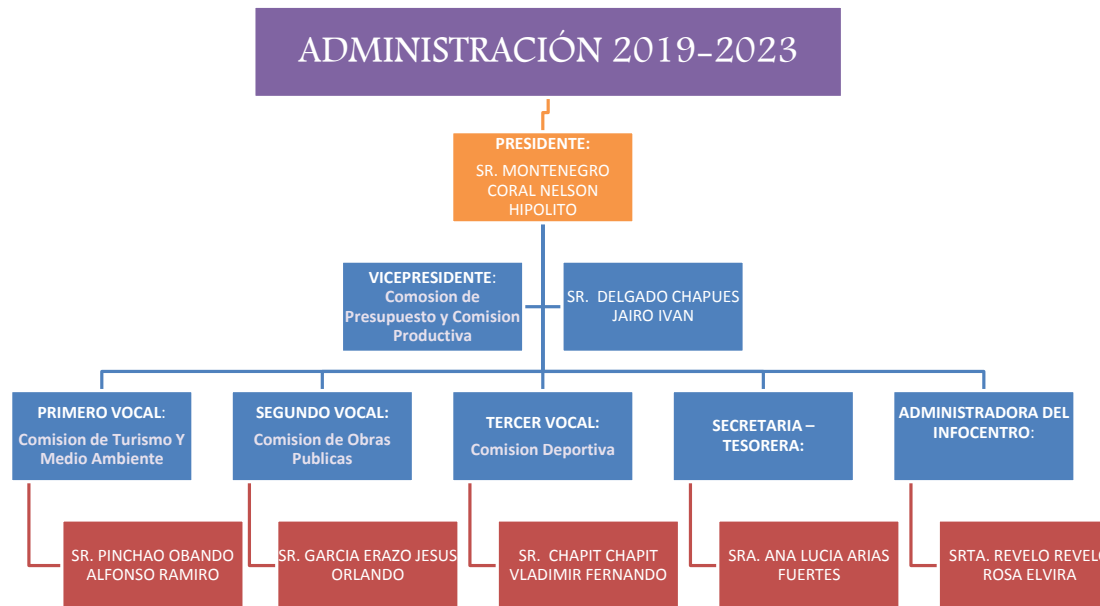 ADMINISTRACIÓN 2019-2023
PRESIDENTE:
SR. MONTENEGRO
CORAL NELSON
HIPOLITO
VICEPRESIDENTE:
Comosion de
Presupuesto y Comision
Productiva
SR. DELGADO CHAPUES
JAIRO IVAN
PRIMERO VOCAL:
Comision de Turismo Y
Medio Ambiente
SEGUNDO VOCAL:
Comision de Obras
Publicas
TERCER VOCAL:
Comision Deportiva
SECRETARIA –
TESORERA:
ADMINISTRADORA DEL
INFOCENTRO:
SR. PINCHAO OBANDO
ALFONSO RAMIRO
SR. GARCIA ERAZO JESUS
ORLANDO
SR. CHAPIT CHAPIT
VLADIMIR FERNANDO
SRA. ANA LUCIA ARIAS
FUERTES
SRTA. REVELO REVELO
ROSA ELVIRA